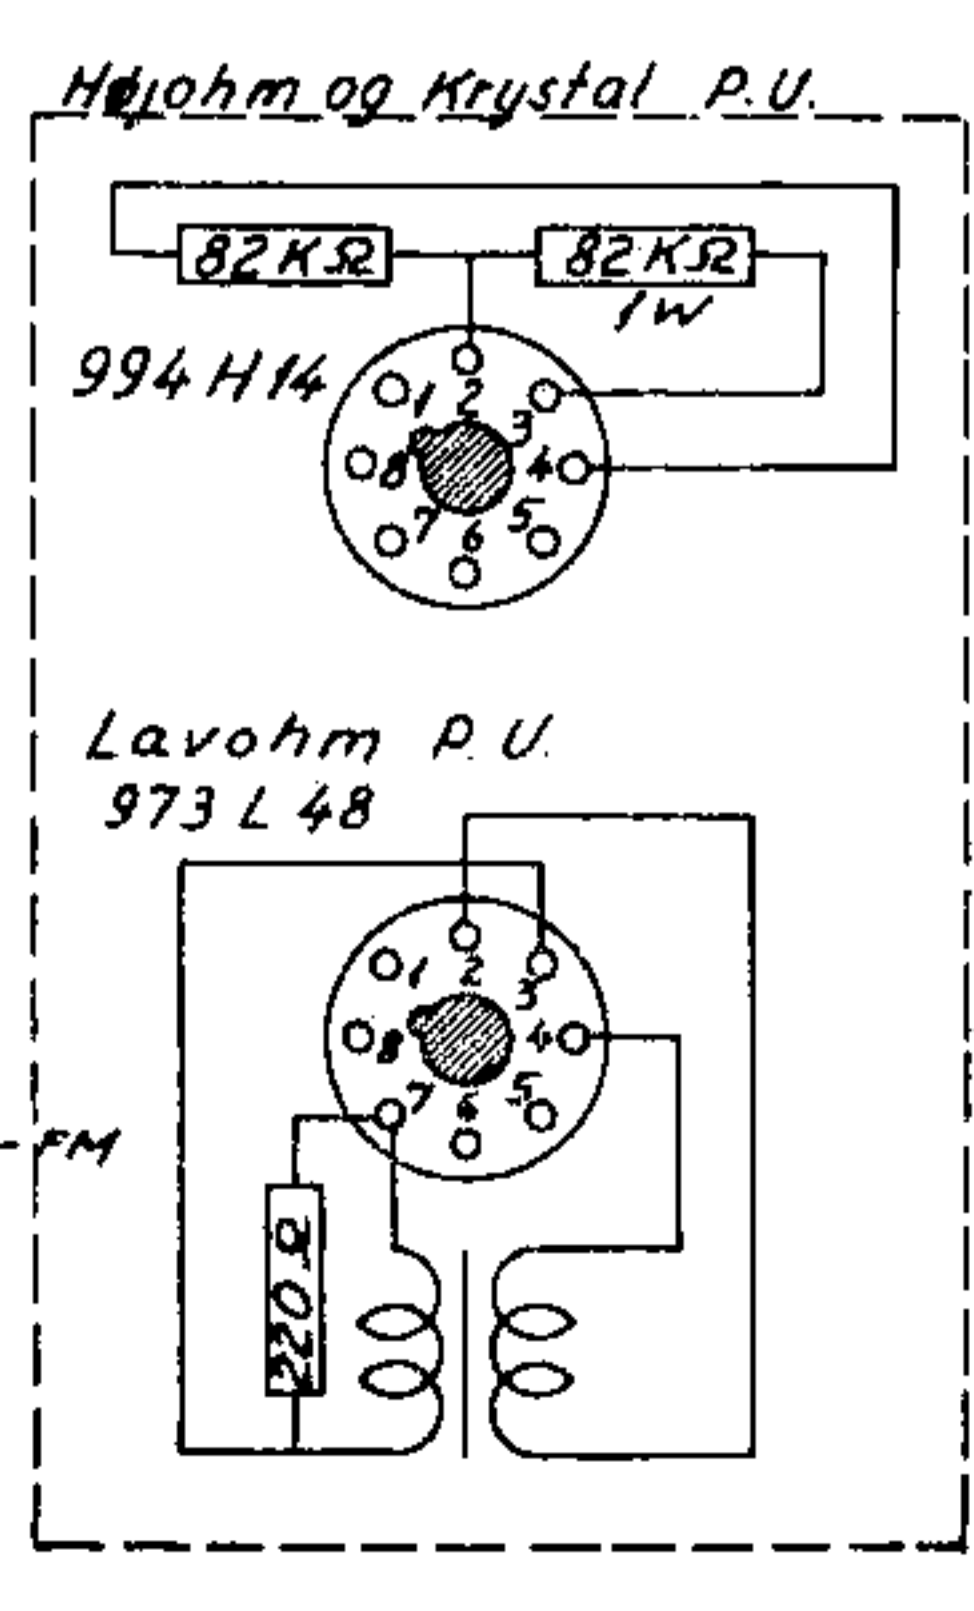 Højohm og Krystal P.U.
82KΩ 82KΩ
1W
994 H 14
1 2 3
8 4
7 6 5
Lavohm P.U.
973 L 48
1 2 3
8 4
7 6 5
- FM
220Ω